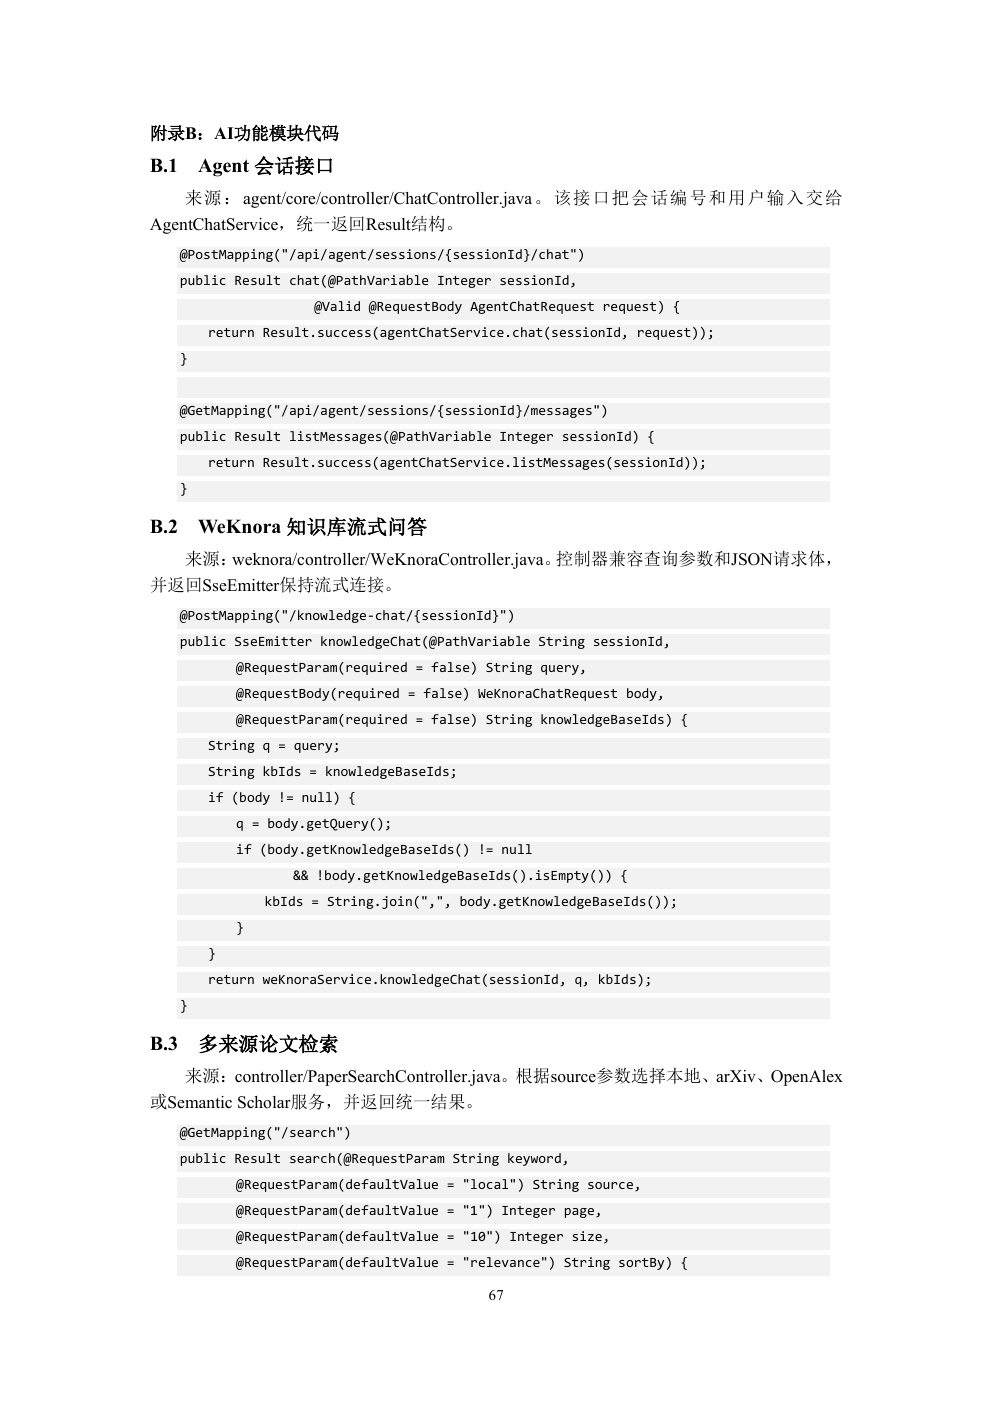 附录B：AI功能模块代码
B.1 Agent 会话接口
来源：agent/core/controller/ChatController.java。该接口把会话编号和用户输入交给
AgentChatService，统一返回Result结构。
@PostMapping("/api/agent/sessions/{sessionId}/chat")
public Result chat(@PathVariable Integer sessionId,
@Valid @RequestBody AgentChatRequest request) {
return Result.success(agentChatService.chat(sessionId, request));
}
@GetMapping("/api/agent/sessions/{sessionId}/messages")
public Result listMessages(@PathVariable Integer sessionId) {
return Result.success(agentChatService.listMessages(sessionId));
}
B.2 WeKnora 知识库流式问答
来源：weknora/controller/WeKnoraController.java。控制器兼容查询参数和JSON请求体，
并返回SseEmitter保持流式连接。
@PostMapping("/knowledge-chat/{sessionId}")
public SseEmitter knowledgeChat(@PathVariable String sessionId,
@RequestParam(required = false) String query,
@RequestBody(required = false) WeKnoraChatRequest body,
@RequestParam(required = false) String knowledgeBaseIds) {
String q = query;
String kbIds = knowledgeBaseIds;
if (body != null) {
q = body.getQuery();
if (body.getKnowledgeBaseIds() != null
&& !body.getKnowledgeBaseIds().isEmpty()) {
kbIds = String.join(",", body.getKnowledgeBaseIds());
}
}
return weKnoraService.knowledgeChat(sessionId, q, kbIds);
}
B.3 多来源论文检索
来源：controller/PaperSearchController.java。根据source参数选择本地、arXiv、OpenAlex
或Semantic Scholar服务，并返回统一结果。
@GetMapping("/search")
public Result search(@RequestParam String keyword,
@RequestParam(defaultValue = "local") String source,
@RequestParam(defaultValue = "1") Integer page,
@RequestParam(defaultValue = "10") Integer size,
@RequestParam(defaultValue = "relevance") String sortBy) {
67